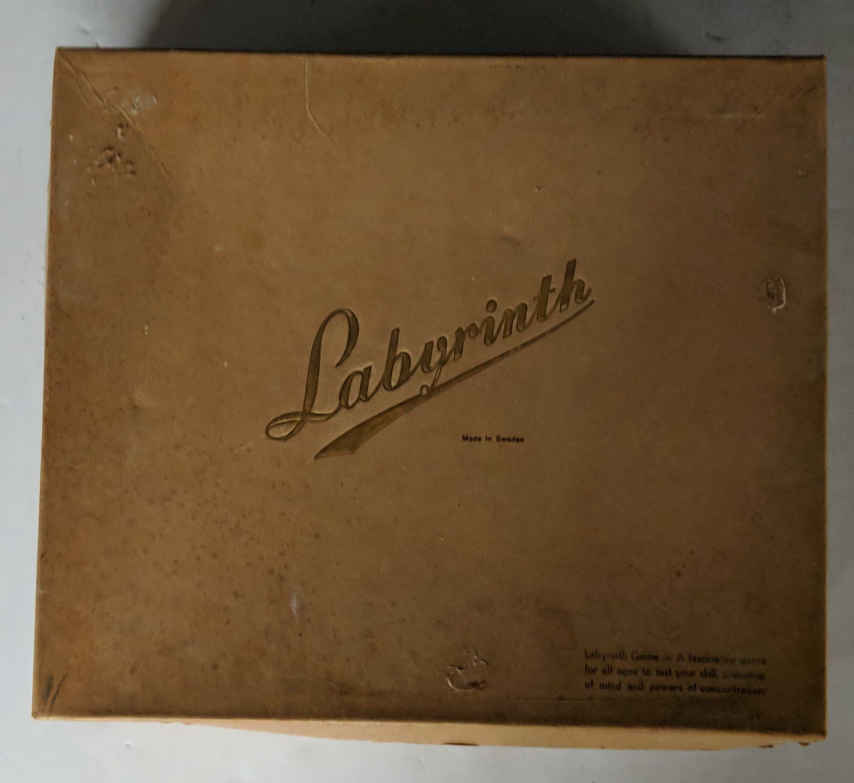 Labyrinth
Made in Sweden
Labyrinth Game is A fascinating game
for all ages to test your skill,
of mind and powers of concentration